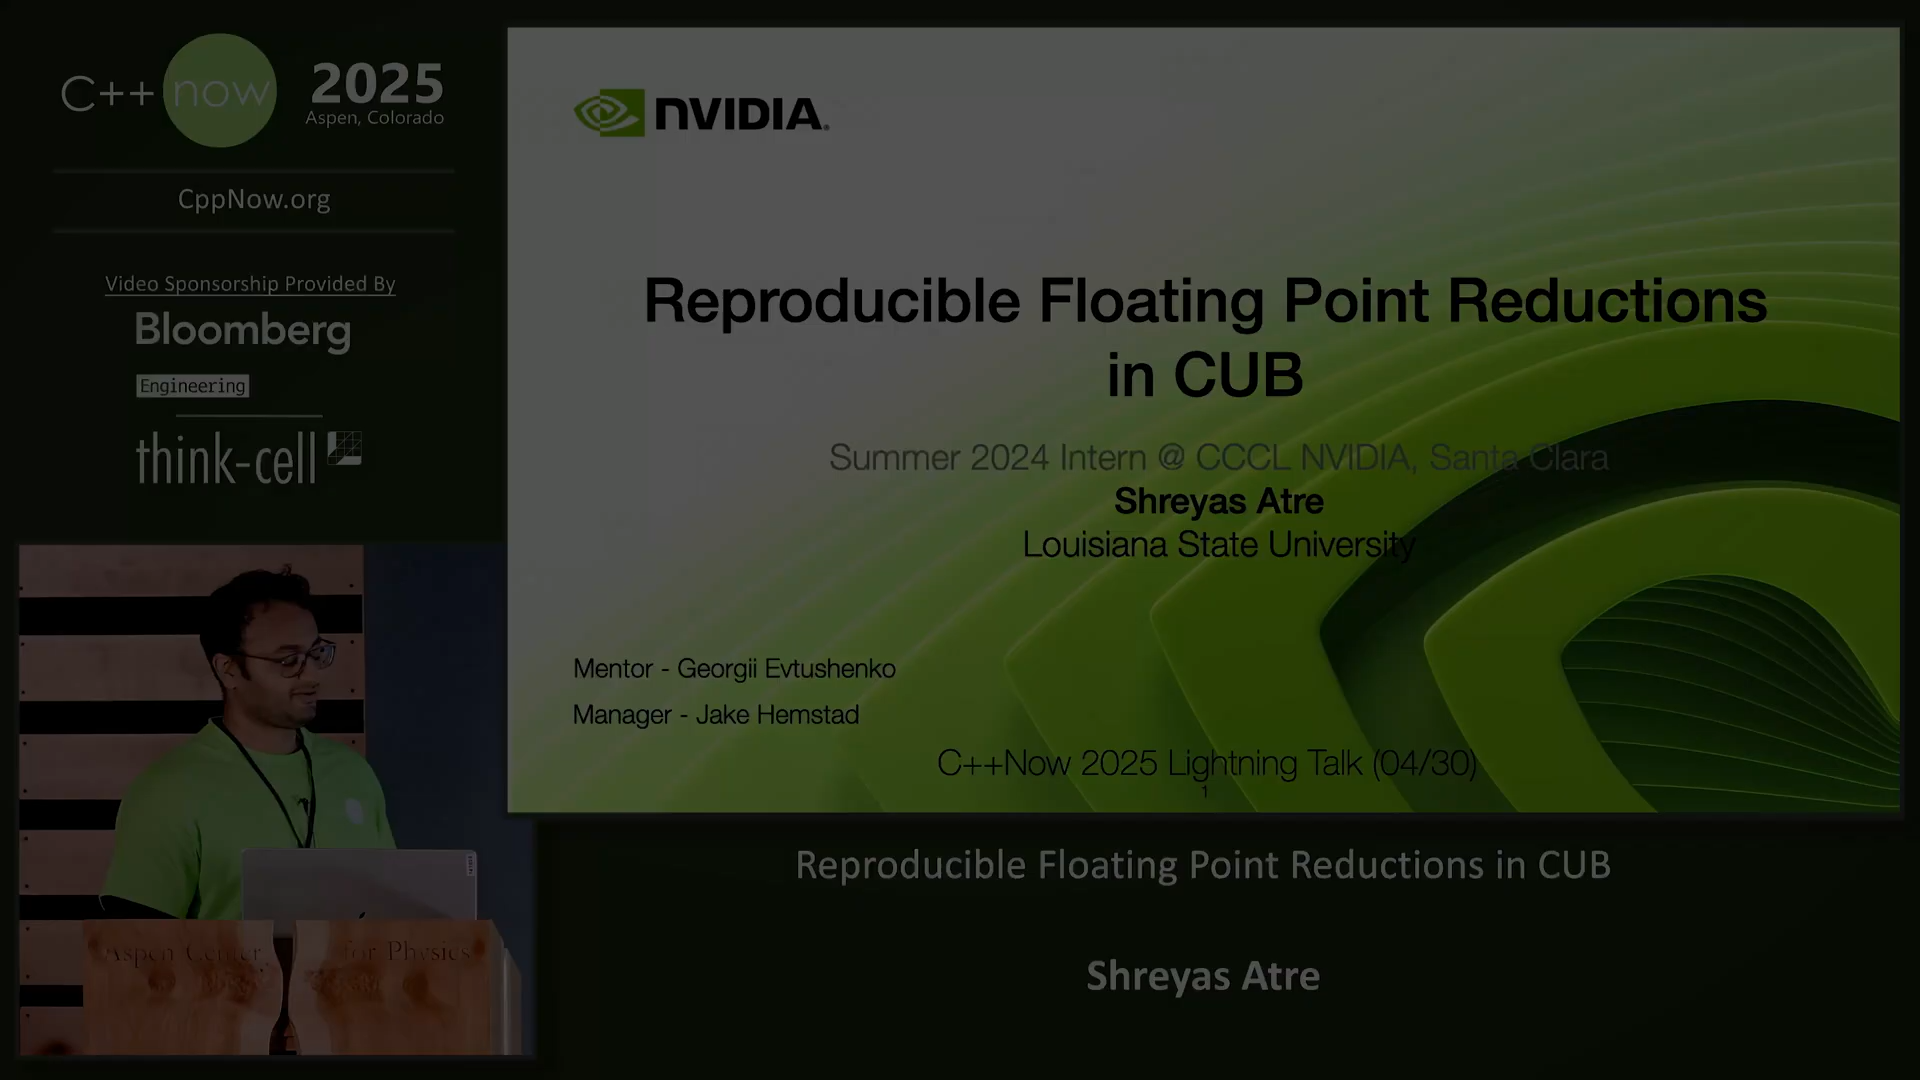 C++ now 2025
Aspen, Colorado
CppNow.org
Video Sponsorship Provided By
Bloomberg
Engineering
think-cell
NVIDIA.
Reproducible Floating Point Reductions
in CUB
Summer 2024 Intern @ CCCL NVIDIA, Santa Clara
Shreyas Atre
Louisiana State University
Mentor - Georgii Evtushenko
Manager - Jake Hemstad
C++Now 2025 Lightning Talk (04/30)
1
Aspen Center for Physics
Reproducible Floating Point Reductions in CUB
Shreyas Atre